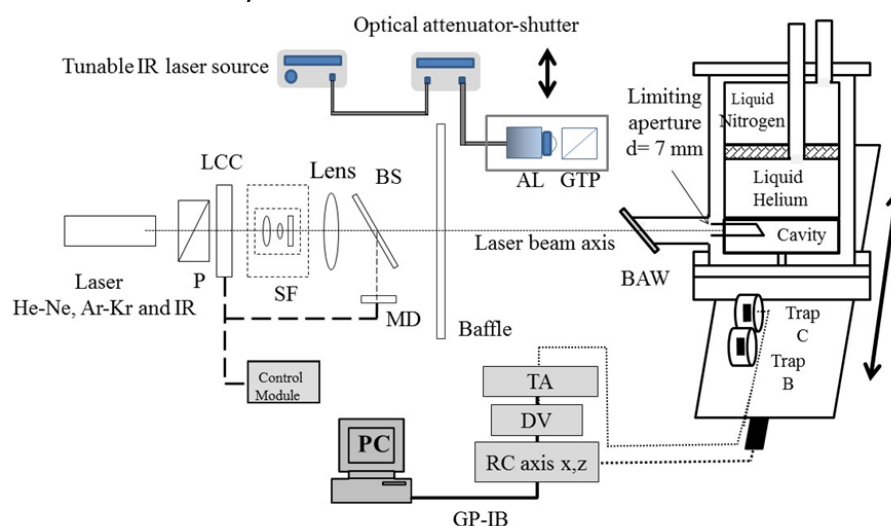 Optical attenuator-shutter
Tunable IR laser source
Limiting
aperture
d= 7 mm
Liquid
Nitrogen
Liquid
Helium
Cavity
AL
GTP
LCC
Lens
BS
Laser beam axis
BAW
P
SF
MD
Baffle
Laser
He-Ne, Ar-Kr and IR
Control
Module
Trap
C
Trap
B
TA
DV
RC axis x,z
PC
GP-IB